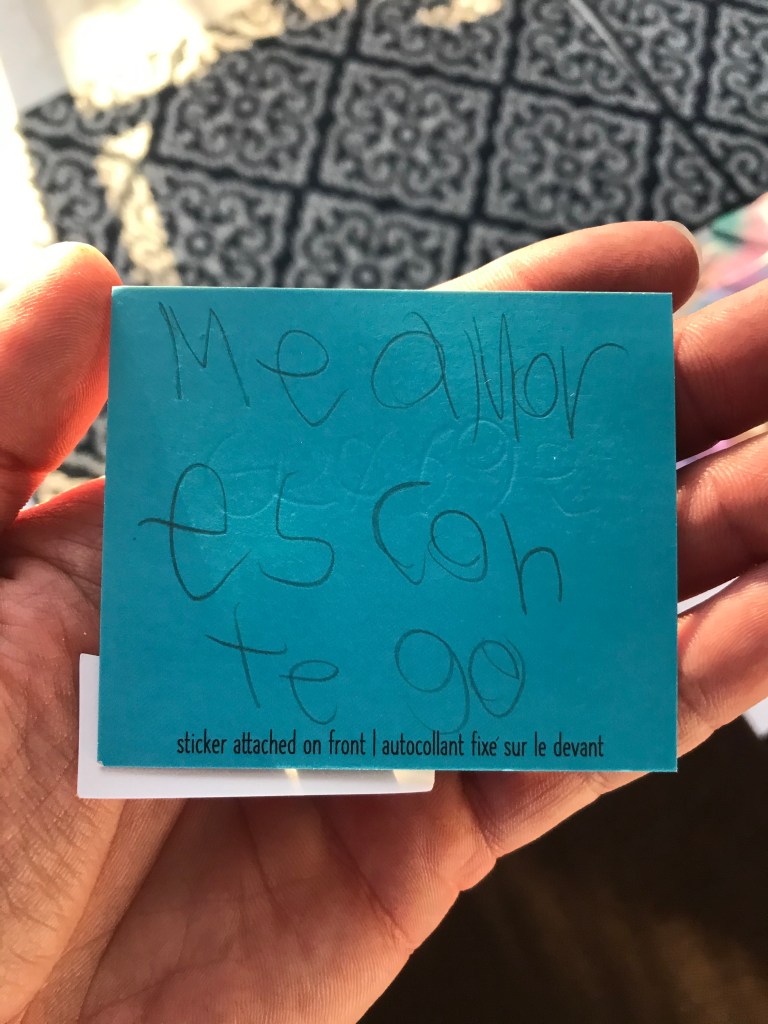 Me amor
es con
te go
sticker attached on front | autocollant fixé sur le devant